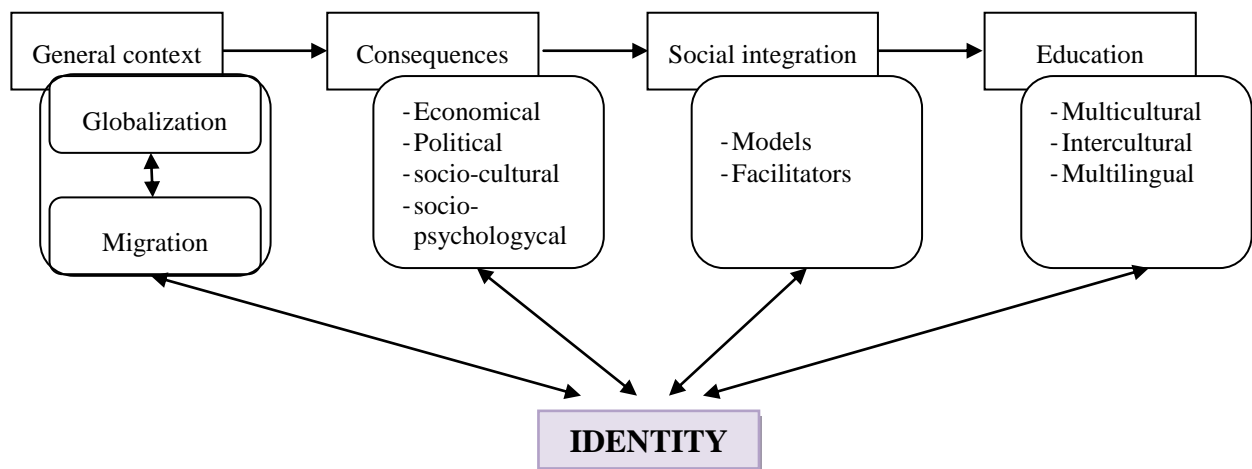 General context
Consequences
Social integration
Education
Globalization
Migration
-Economical
-Political
-socio-cultural
-socio-
psychologycal
-Models
-Facilitators
-Multicultural
-Intercultural
-Multilingual
IDENTITY